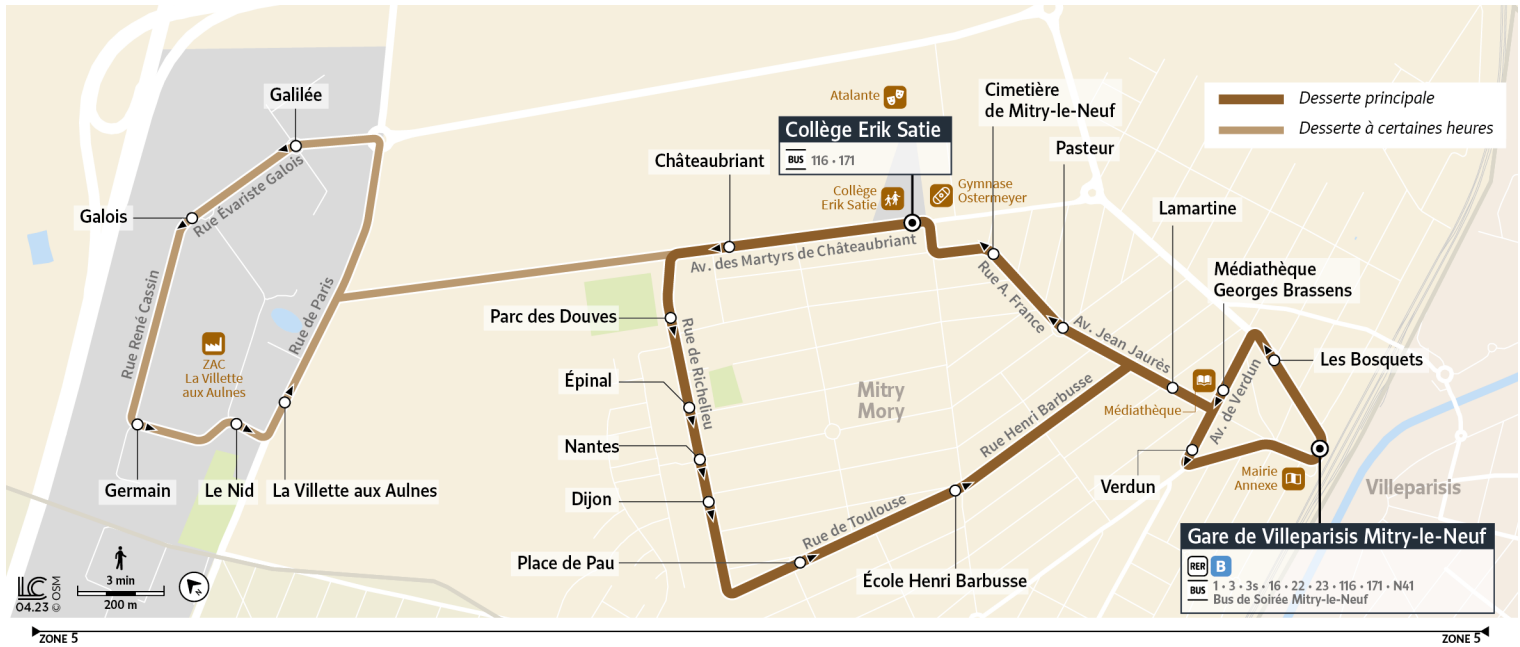 Galilée
Rue Évariste Galois
Galois
Rue René Cassin
Rue de Paris
ZAC
La Villette
aux Aulnes
Germain
Le Nid
La Villette aux Aulnes
Atalante
Collège Erik Satie
BUS 116 • 171
Collège
Erik Satie
Gymnase
Ostermeyer
Cimetière
de Mitry-le-Neuf
Pasteur
Châteaubriant
Av. des Martyrs de Châteaubriant
Rue A. France
Av. Jean Jaurès
Lamartine
Médiathèque
Georges Brassens
Les Bosquets
Desserte principale
Desserte à certaines heures
Parc des Douves
Rue de Richelieu
Épinal
Nantes
Dijon
Place de Pau
Rue de Toulouse
École Henri Barbusse
Rue Henri Barbusse
Mitry
Mory
Médiathèque
Av. de Verdun
Verdun
Mairie
Annexe
Villeparisis
Gare de Villeparisis Mitry-le-Neuf
RER B
BUS 1 • 3 • 3s • 16 • 22 • 23 • 116 • 171 • N41
Bus de Soirée Mitry-le-Neuf
LC
04.23 © OSM
3 min
200 m
N
ZONE 5
ZONE 5